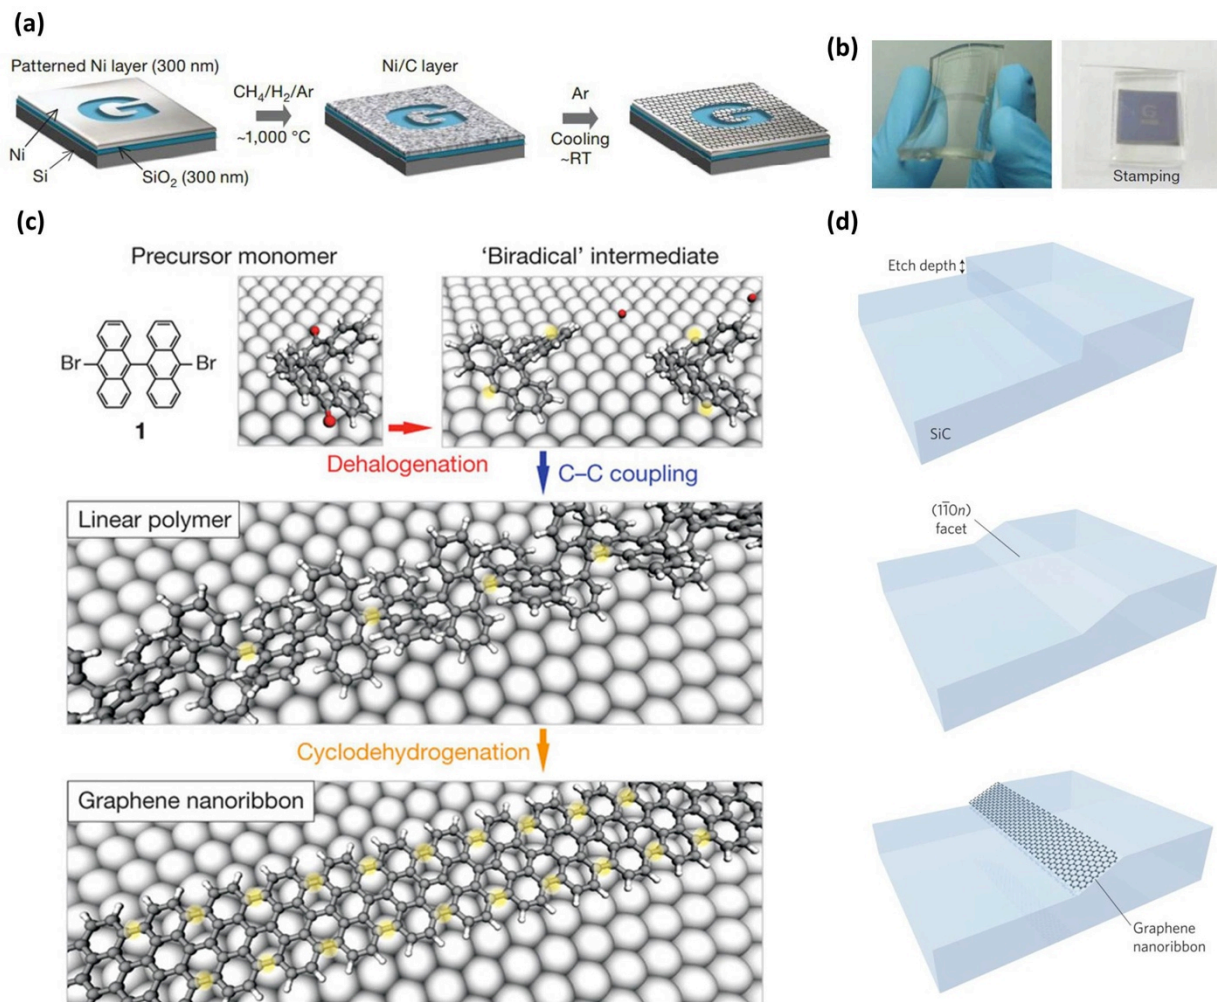 (a)
Patterned Ni layer (300 nm)
Ni
Si
SiO₂ (300 nm)
CH₄/H₂/Ar
~1,000 °C
Ni/C layer
Ar
Cooling
~RT
G
G
G
(b)
G
Stamping
(c)
Precursor monomer
'Biradical' intermediate
Br
Br
1
Dehalogenation
C–C coupling
Linear polymer
Cyclodehydrogenation
Graphene nanoribbon
(d)
Etch depth
SiC
(11̅0n)
facet
Graphene
nanoribbon